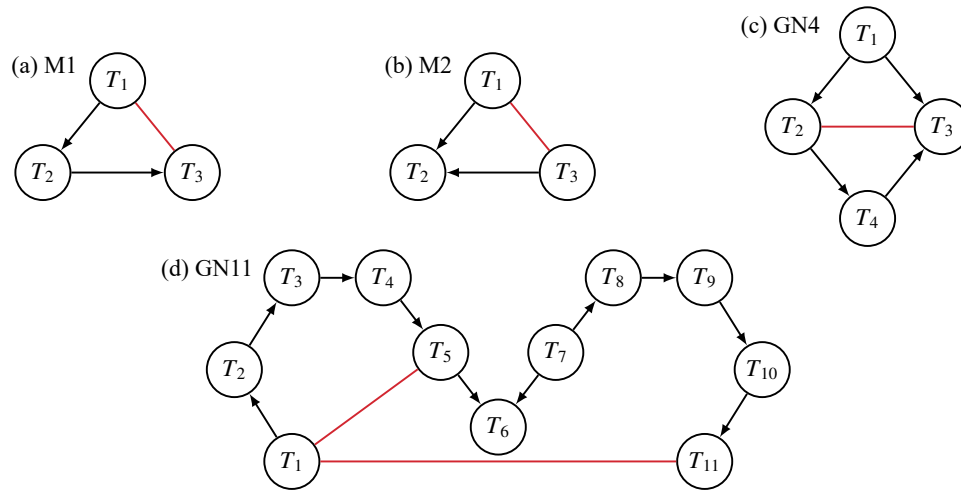 (a) M1
T1
T2
T3
(b) M2
T1
T2
T3
(c) GN4
T1
T2
T3
T4
(d) GN11
T3
T4
T8
T9
T2
T5
T7
T10
T6
T1
T11